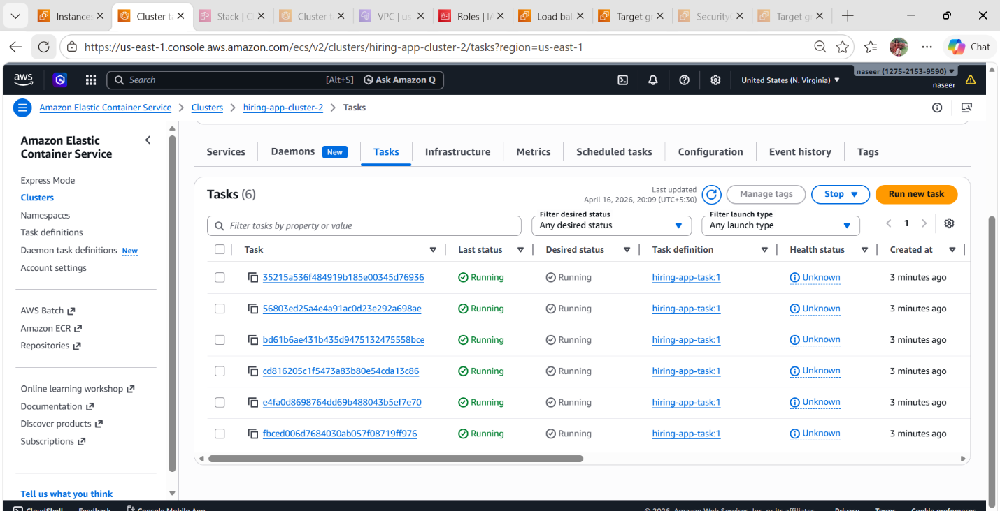 Instance
Cluster ta
Stack | C
Cluster t
VPC | us
Roles | IA
Load bal
Target gr
Security
Target gr
https://us-east-1.console.aws.amazon.com/ecs/v2/clusters/hiring-app-cluster-2/tasks?region=us-east-1
Chat
aws
Search [Alt+S] Ask Amazon Q
United States (N. Virginia)
naseer (1275-2153-9590)
naseer
Amazon Elastic Container Service > Clusters > hiring-app-cluster-2 > Tasks
Amazon Elastic
Container Service
Express Mode
Clusters
Namespaces
Task definitions
Daemon task definitions New
Account settings
AWS Batch
Amazon ECR
Repositories
Online learning workshop
Documentation
Discover products
Subscriptions
Tell us what you think
Services Daemons New Tasks Infrastructure Metrics Scheduled tasks Configuration Event history Tags
Tasks (6)
Last updated
April 16, 2026, 20:09 (UTC+5:30)
Manage tags Stop Run new task
Filter tasks by property or value
Filter desired status
Any desired status
Filter launch type
Any launch type
1
Task Last status Desired status Task definition Health status Created at
35215a536f484919b185e00345d76936 Running Running hiring-app-task:1 Unknown 3 minutes ago
56803ed25a4e4a91ac0d23e292a698ae Running Running hiring-app-task:1 Unknown 3 minutes ago
bd61b6ae431b435d9475132475558bce Running Running hiring-app-task:1 Unknown 3 minutes ago
cd816205c1f5473a83b80e54cda13c86 Running Running hiring-app-task:1 Unknown 3 minutes ago
e4fa0d8698764dd69b488043b5ef7e70 Running Running hiring-app-task:1 Unknown 3 minutes ago
fbced006d7684030ab057f08719ff976 Running Running hiring-app-task:1 Unknown 3 minutes ago
CloudShell Feedback Console Mobile App © 2026, Amazon Web Services, Inc. or its affiliates. Privacy Terms Cookie preferences